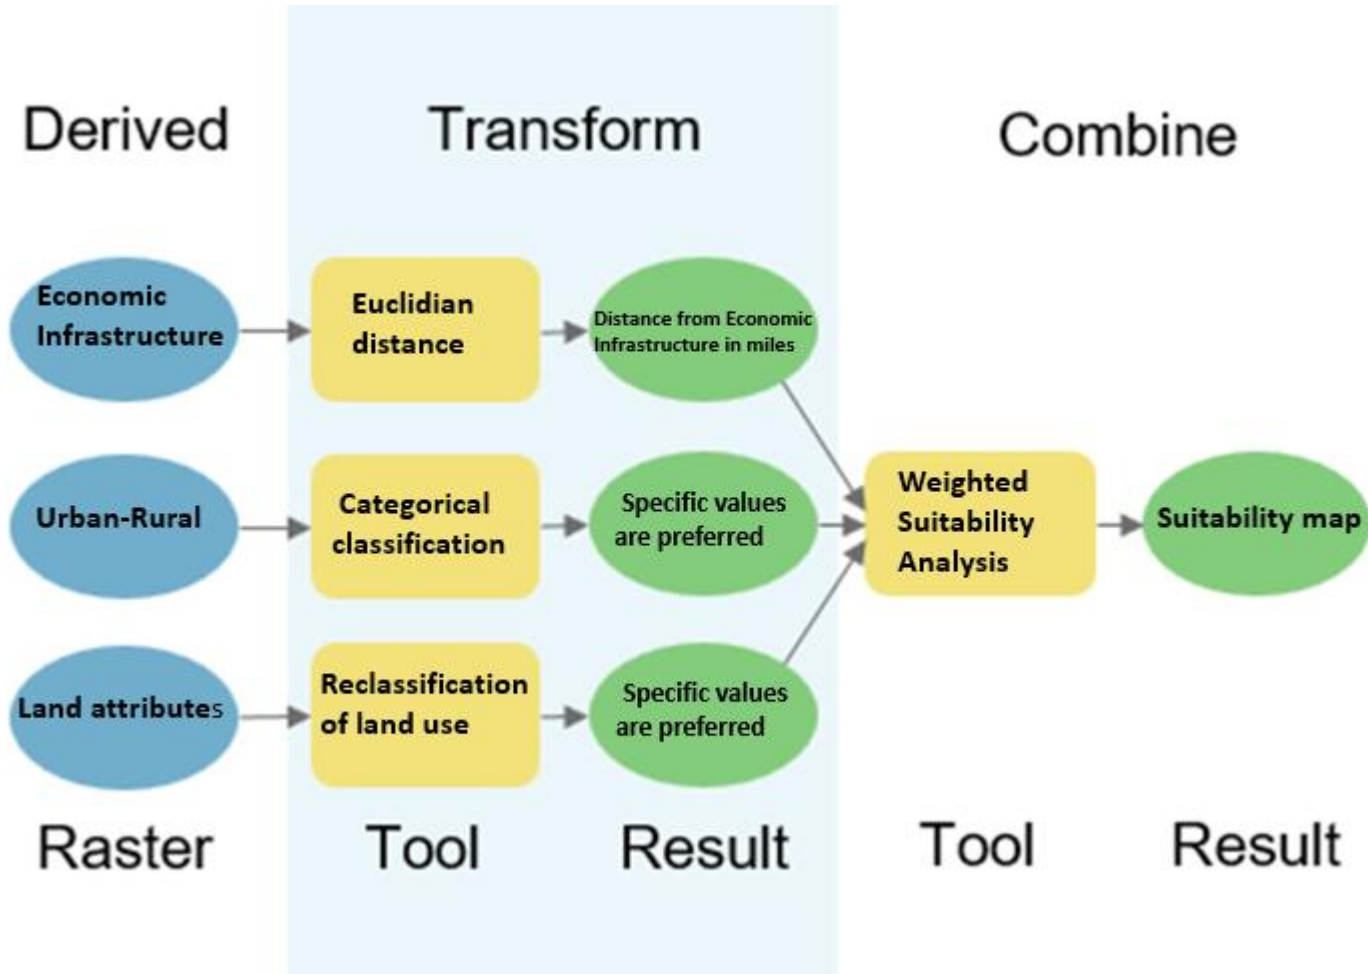 Derived
Transform
Combine
Economic
Infrastructure
Euclidian
distance
Distance from Economic
Infrastructure in miles
Urban-Rural
Categorical
classification
Specific values
are preferred
Weighted
Suitability
Analysis
Suitability map
Land attributes
Reclassification
of land use
Specific values
are preferred
Raster
Tool
Result
Tool
Result